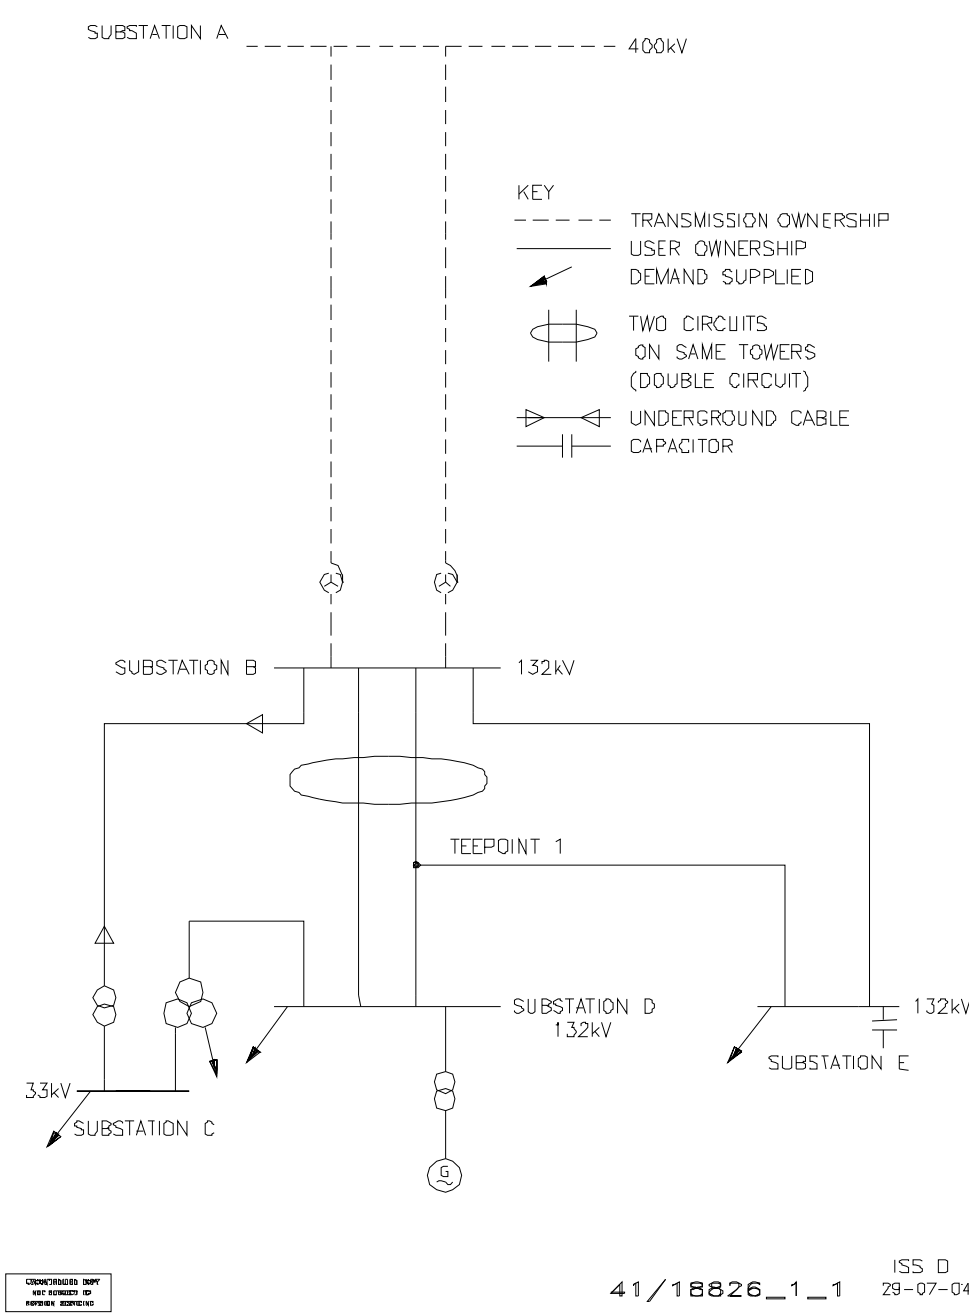 SUBSTATION A
400kV
KEY
TRANSMISSION OWNERSHIP
USER OWNERSHIP
DEMAND SUPPLIED
TWO CIRCUITS
ON SAME TOWERS
(DOUBLE CIRCUIT)
UNDERGROUND CABLE
CAPACITOR
SUBSTATION B
132kV
TEEPOINT 1
SUBSTATION D
132kV
132kV
SUBSTATION E
33kV
SUBSTATION C
G
ISS D
41/18826_1_1
29-07-04